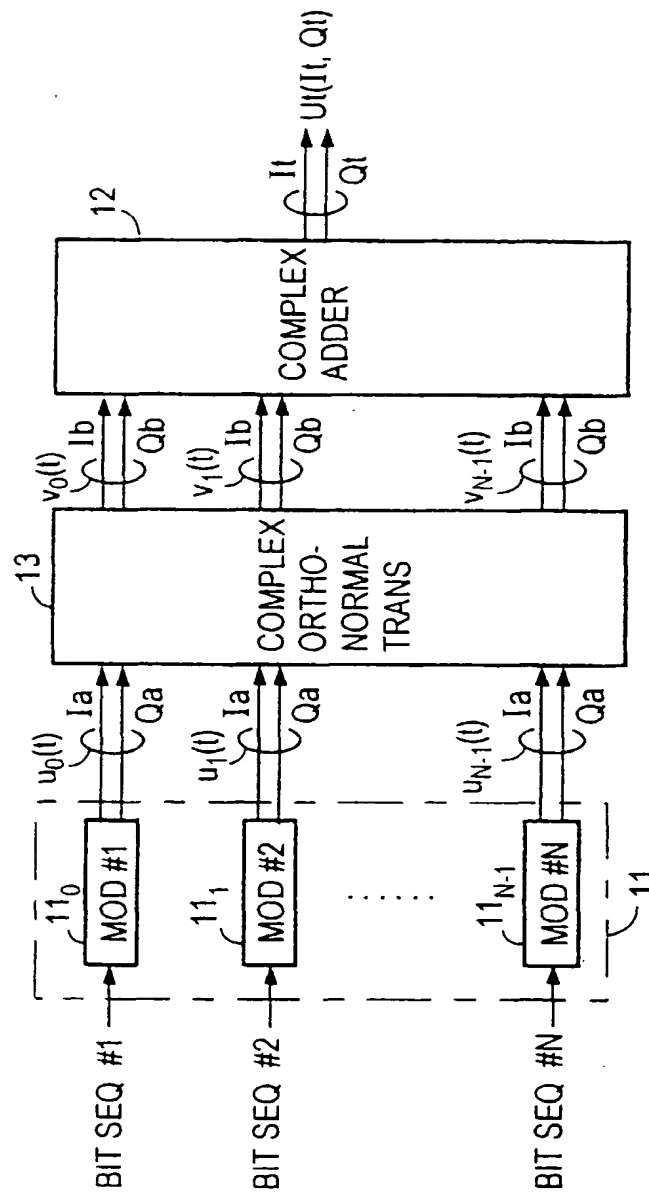 BIT SEQ #1
BIT SEQ #2
BIT SEQ #N
11₀
MOD #1
11₁
MOD #2
. . . . . .
11N-1
MOD #N
11
u₀(t)
Ia
Qa
u₁(t)
Ia
Qa
uN-1(t)
Ia
Qa
13
COMPLEX
ORTHO-
NORMAL
TRANS
v₀(t)
Ib
Qb
v₁(t)
Ib
Qb
vN-1(t)
Ib
Qb
12
COMPLEX
ADDER
It
Qt
Ut(It, Qt)